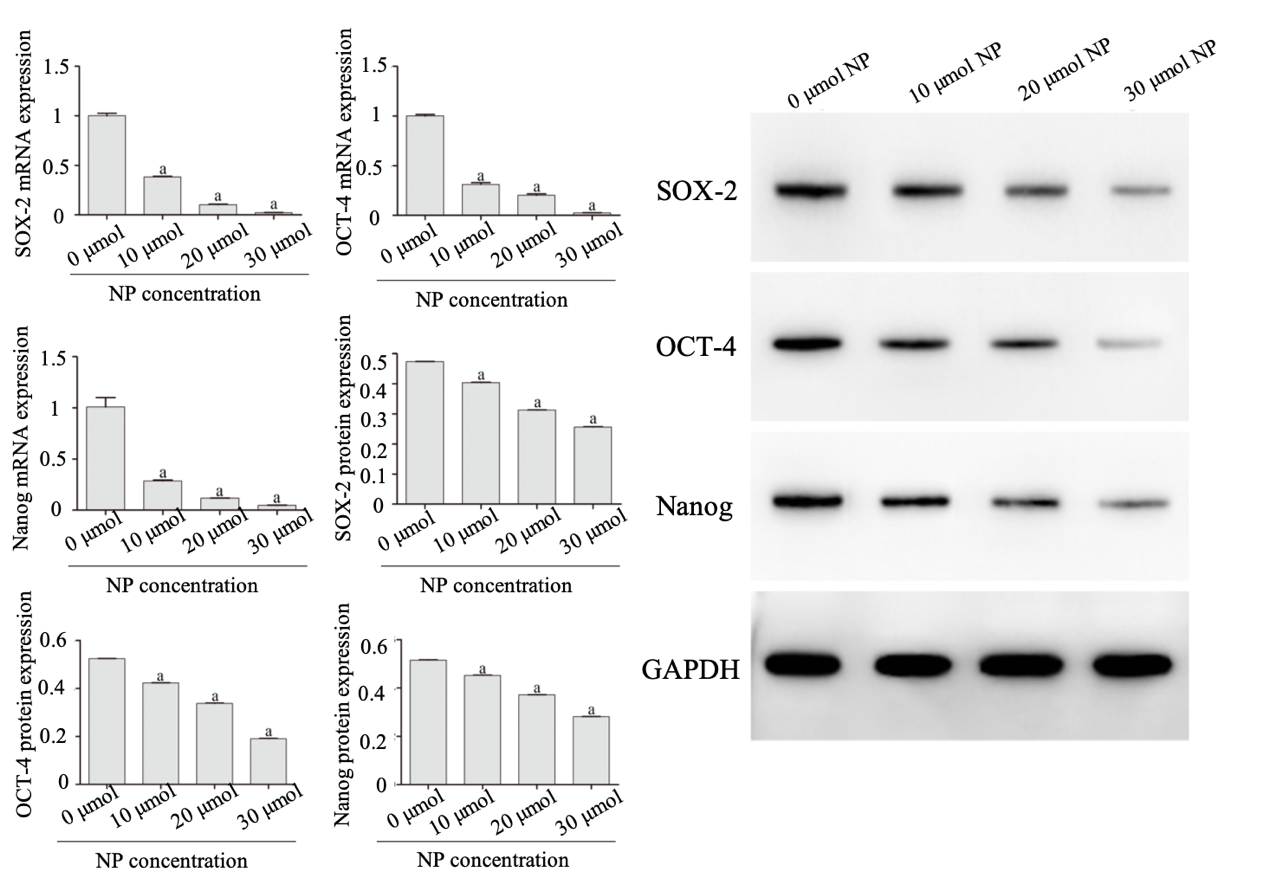 SOX-2 mRNA expression
1.5
1
0.5
0
a
a
a
0 μmol
10 μmol
20 μmol
30 μmol
NP concentration
OCT-4 mRNA expression
1.5
1
0.5
0
a
a
a
0 μmol
10 μmol
20 μmol
30 μmol
NP concentration
Nanog mRNA expression
1.5
1
0.5
0
a
a
a
0 μmol
10 μmol
20 μmol
30 μmol
NP concentration
SOX-2 protein expression
0.5
0.4
0.3
0.2
0.1
0
a
a
a
0 μmol
10 μmol
20 μmol
30 μmol
NP concentration
OCT-4 protein expression
0.6
0.4
0.2
0
a
a
a
0 μmol
10 μmol
20 μmol
30 μmol
NP concentration
Nanog protein expression
0.6
0.4
0.2
0
a
a
a
0 μmol
10 μmol
20 μmol
30 μmol
NP concentration
0 μmol NP
10 μmol NP
20 μmol NP
30 μmol NP
SOX-2
OCT-4
Nanog
GAPDH